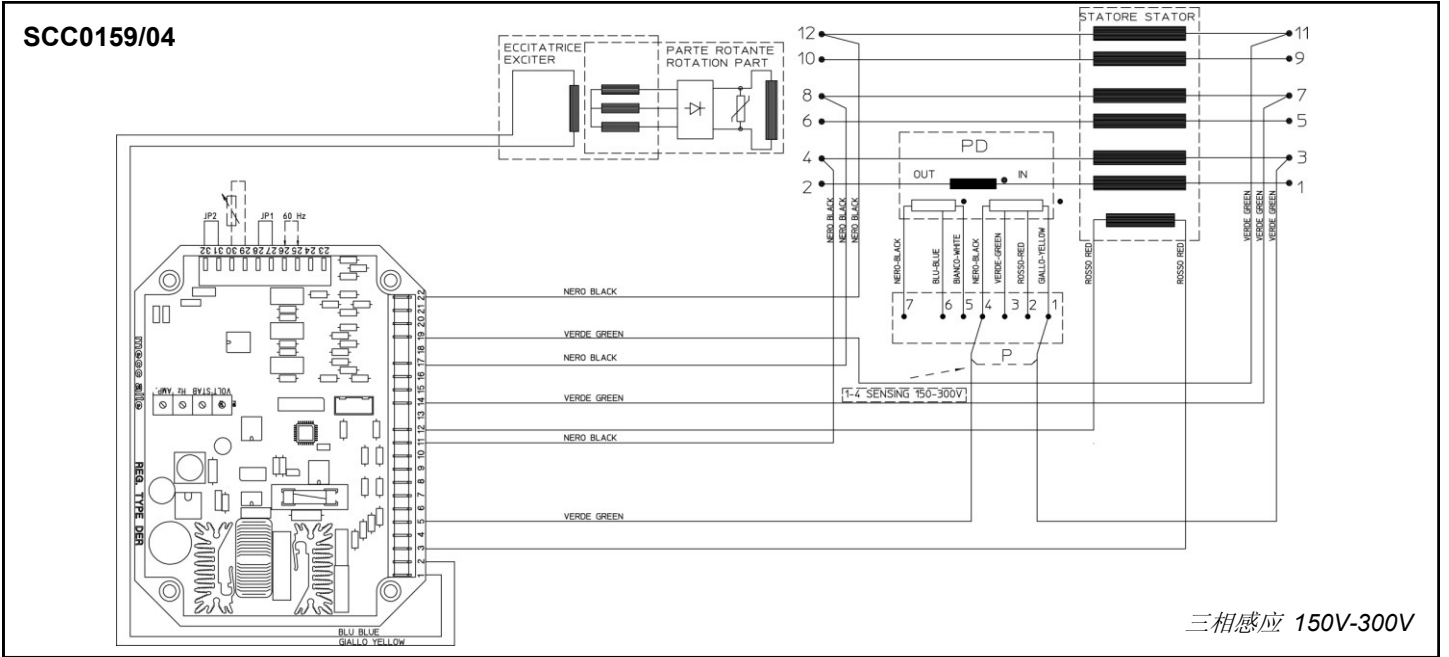 SCC0159/04
ECCITATRICE
EXCITER
PARTE ROTANTE
ROTATION PART
STATORE STATOR
12
10
8
6
4
2
11
9
7
5
3
1
PD
OUT
IN
NERO BLACK
NERO BLACK
NERO BLACK
NERO-BLACK
BLU-BLUE
BIANCO-WHITE
NERO-BLACK
VERDE-GREEN
ROSSO-RED
GIALLO-YELLOW
ROSSO RED
ROSSO RED
VERDE GREEN
VERDE GREEN
VERDE GREEN
7 6 5 4 3 2 1
P
1-4 SENSING 150-300V
JP2
JP1
60 Hz
32 31 30 29 28 27 26 25 24 23
22
21
20
19
18
17
16
15
14
13
12
11
10
9
8
7
6
5
4
3
2
1
NERO BLACK
VERDE GREEN
NERO BLACK
VERDE GREEN
NERO BLACK
VERDE GREEN
mecc alte
REG. TYPE DER
AMP. Hz STAB VOLT
BLU BLUE
GIALLO YELLOW
三相感应 150V-300V